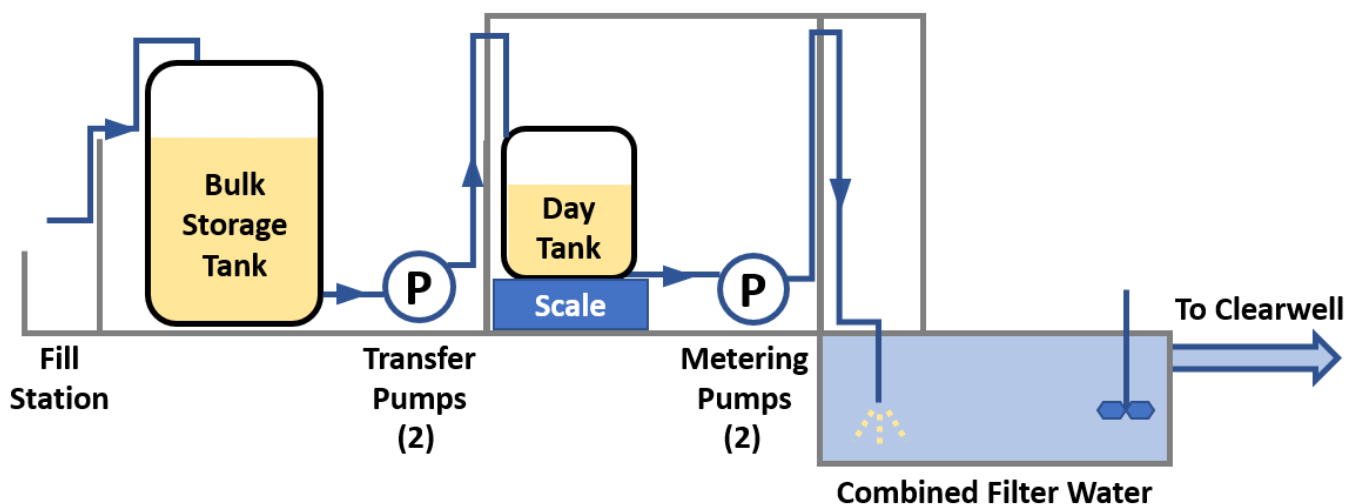 Bulk
Storage
Tank
Day
Tank
P
P
Scale
To Clearwell
Fill
Station
Transfer
Pumps
(2)
Metering
Pumps
(2)
Combined Filter Water